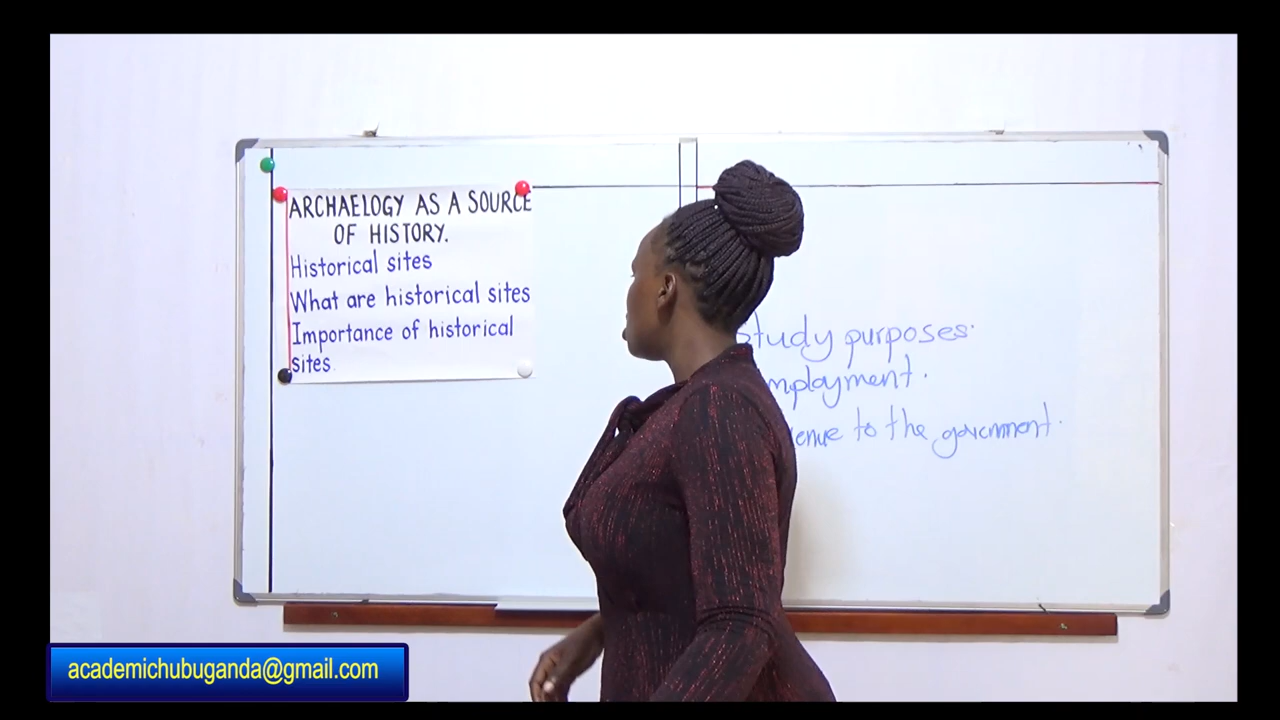 ARCHAELOGY AS A SOURCE
OF HISTORY.
Historical sites
What are historical sites
Importance of historical
sites.
Study purposes.
mployment.
enue to the government.
academichubuganda@gmail.com